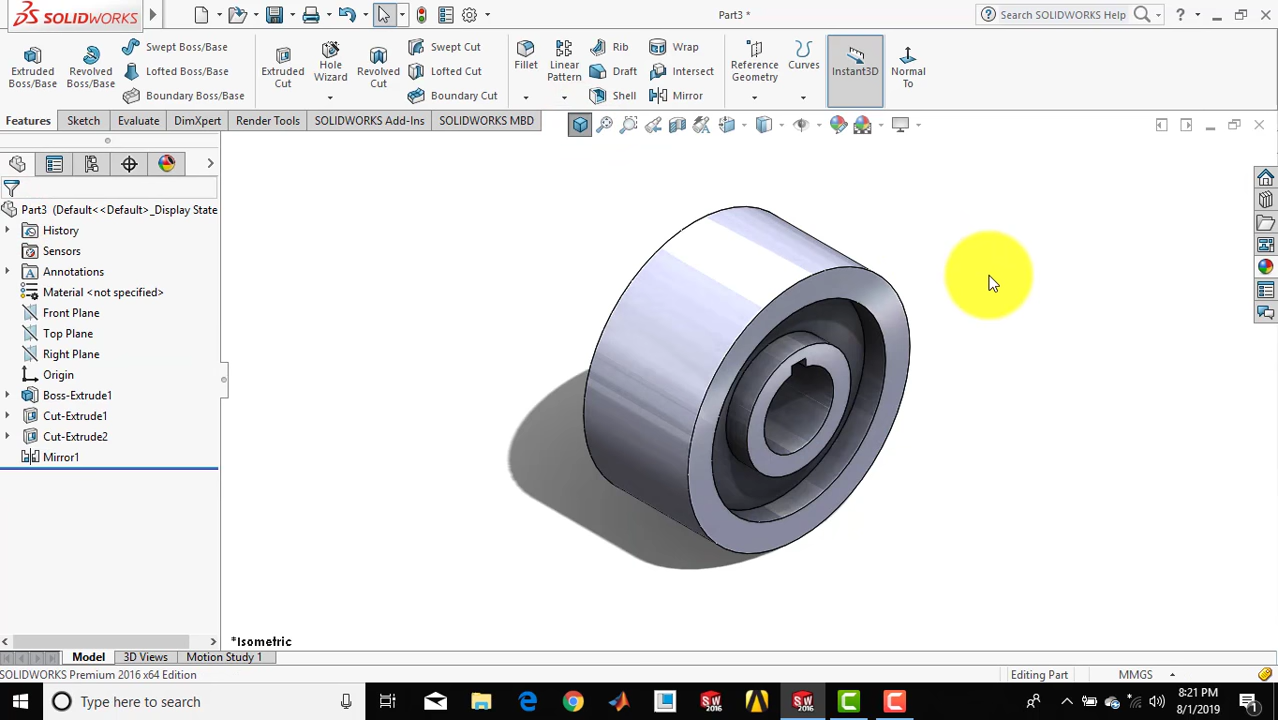 SOLIDWORKS
Part3 *
Search SOLIDWORKS Help
Extruded Boss/Base
Revolved Boss/Base
Swept Boss/Base
Lofted Boss/Base
Boundary Boss/Base
Extruded Cut
Hole Wizard
Revolved Cut
Swept Cut
Lofted Cut
Boundary Cut
Fillet
Linear Pattern
Rib
Draft
Shell
Wrap
Intersect
Mirror
Reference Geometry
Curves
Instant3D
Normal To
Features
Sketch
Evaluate
DimXpert
Render Tools
SOLIDWORKS Add-Ins
SOLIDWORKS MBD
Part3 (Default<<Default>_Display State
History
Sensors
Annotations
Material <not specified>
Front Plane
Top Plane
Right Plane
Origin
Boss-Extrude1
Cut-Extrude1
Cut-Extrude2
Mirror1
*Isometric
Model
3D Views
Motion Study 1
SOLIDWORKS Premium 2016 x64 Edition
Editing Part
MMGS
Type here to search
8:21 PM
8/1/2019